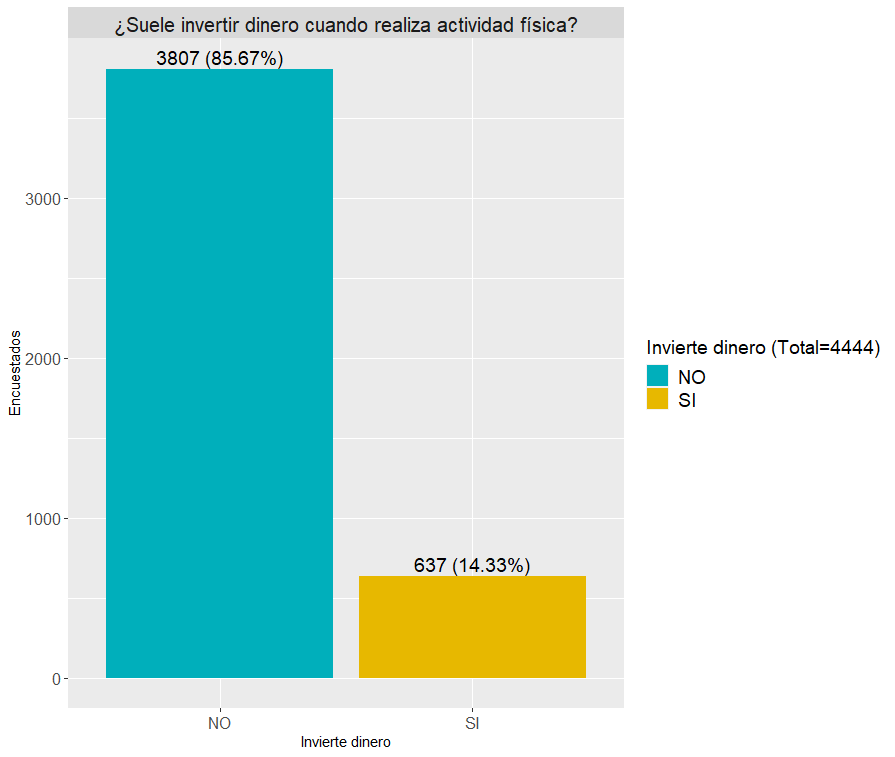 ¿Suele invertir dinero cuando realiza actividad física?
3807 (85.67%)
637 (14.33%)
3000
2000
1000
0
Encuestados
NO
SI
Invierte dinero
Invierte dinero (Total=4444)
NO
SI